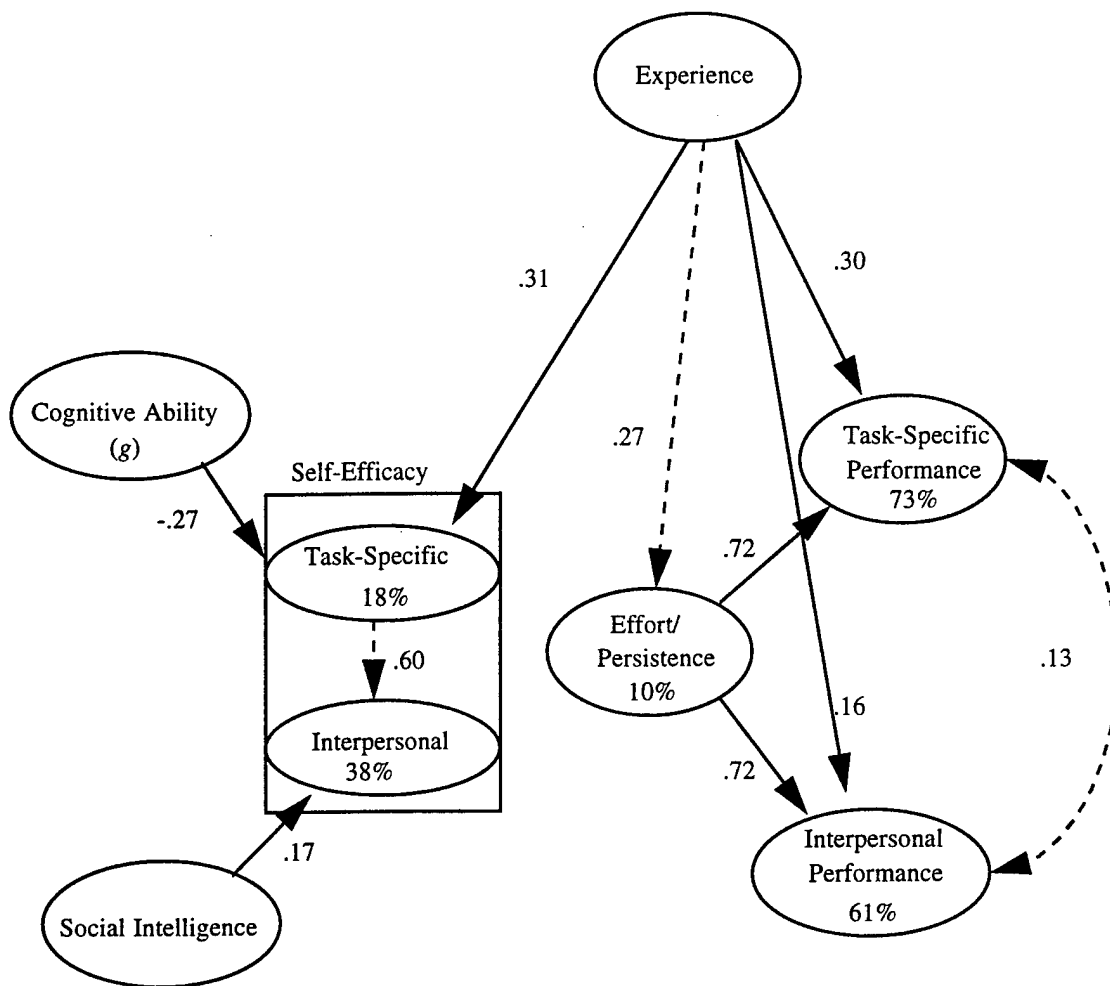 Experience
.31
.30
Cognitive Ability
(g)
-.27
Self-Efficacy
.27
Task-Specific
Performance
73%
Task-Specific
18%
.72
.60
Effort/
Persistence
10%
.13
Interpersonal
38%
.16
.72
.17
Interpersonal
Performance
61%
Social Intelligence